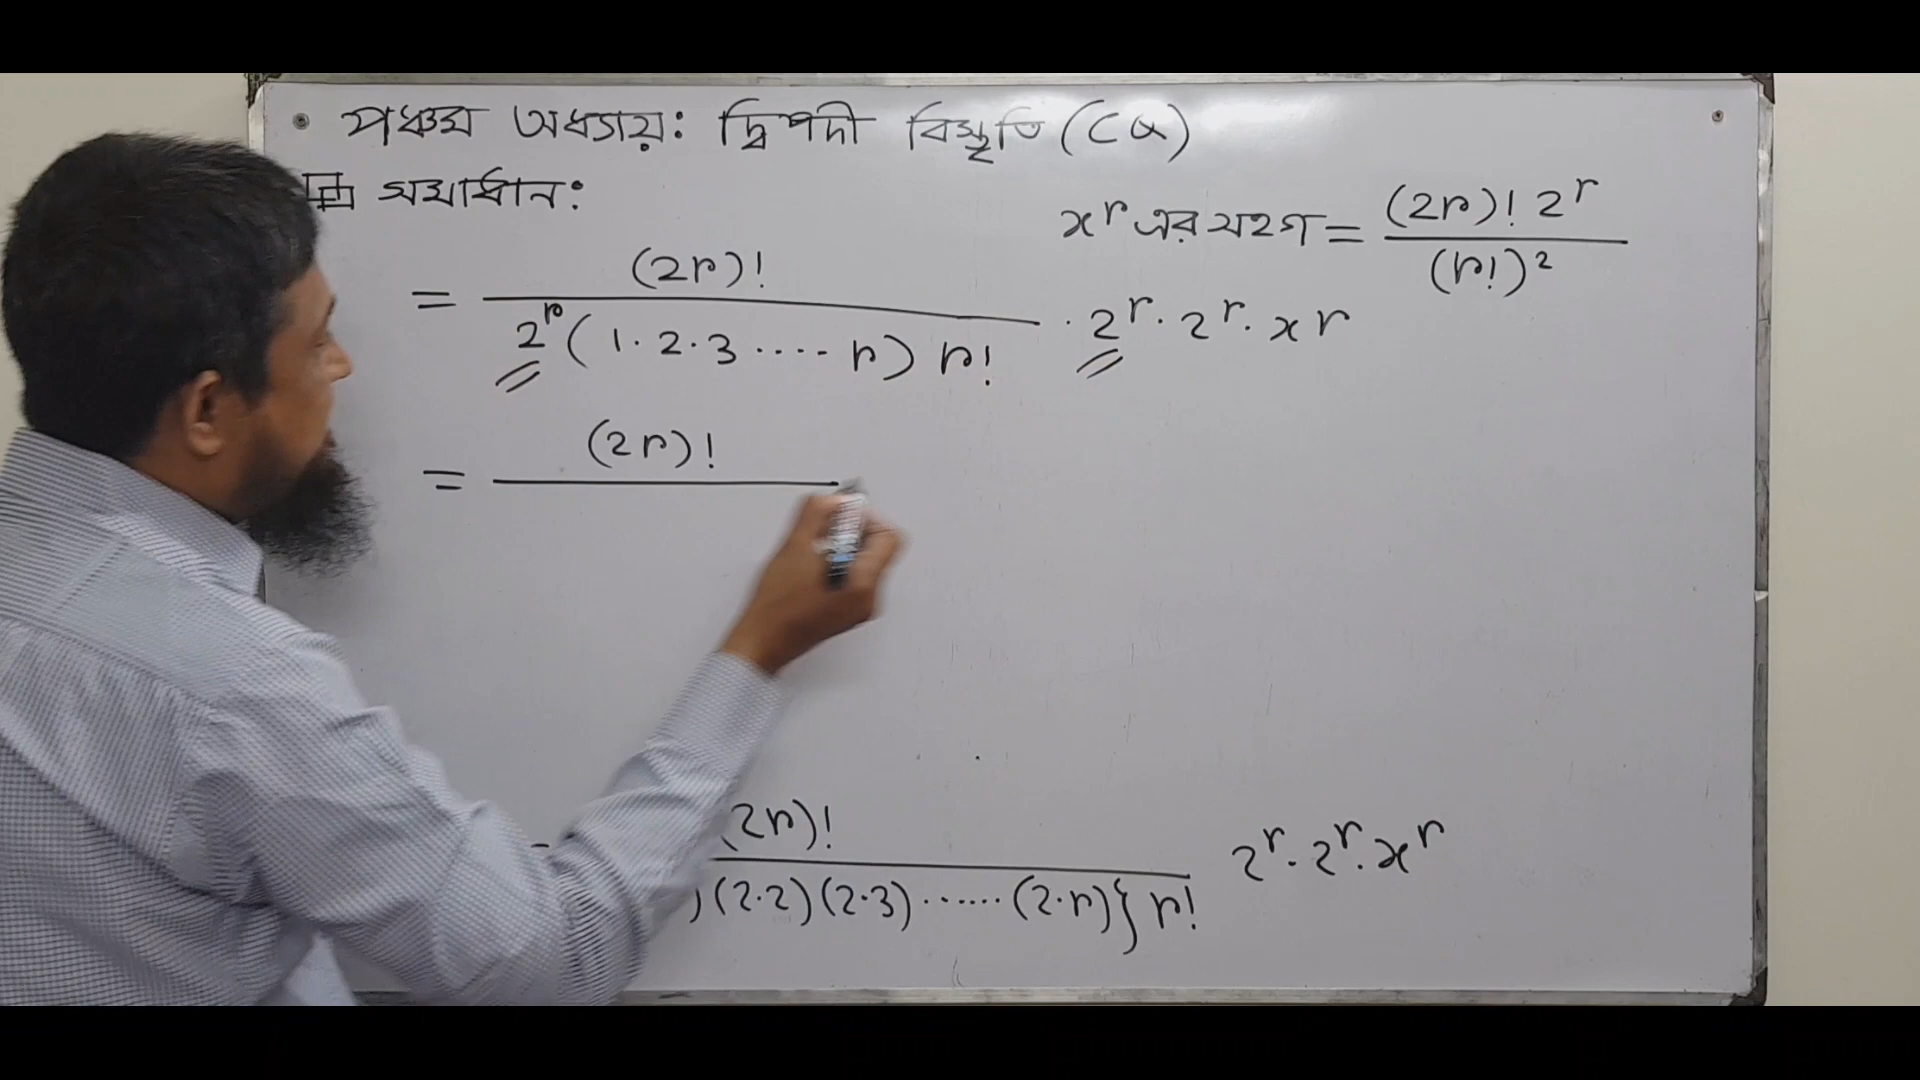 পঞ্চম অধ্যায়: দ্বিপদী বিস্তৃতি (CQ)
সমাধান:
x^r এর সহগ = (2r)! 2^r / (r!)^2
= (2r)! / 2^r (1·2·3····r) r! · 2^r · 2^r · x^r
= (2r)!
(2r)! / )(2·2)(2·3)······(2·r)} r! 2^r · 2^r · x^r